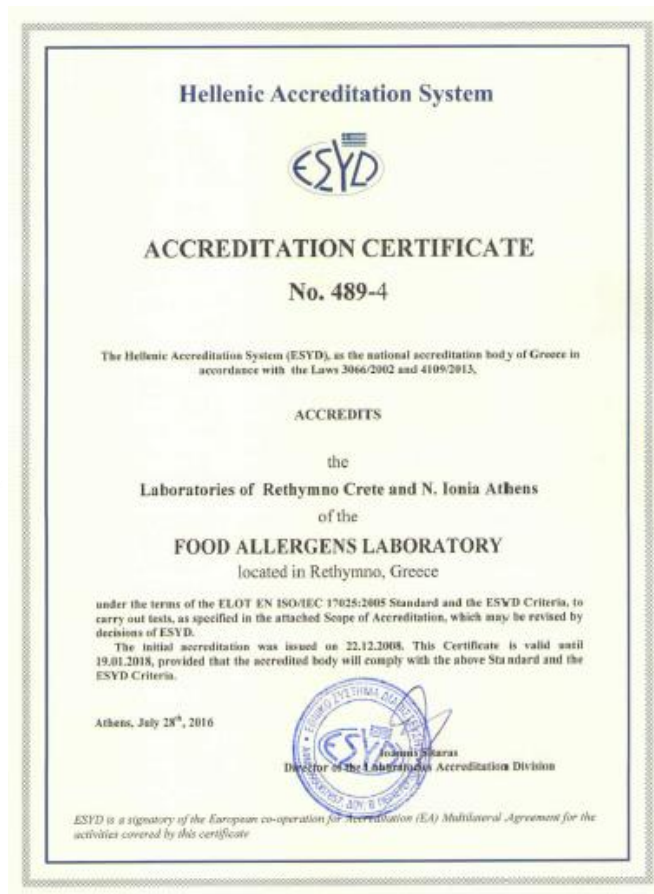 Hellenic Accreditation System
ESYD
ACCREDITATION CERTIFICATE
No. 489-4
The Hellenic Accreditation System (ESYD), as the national accreditation body of Greece in
accordance with the Laws 3066/2002 and 4109/2013,
ACCREDITS
the
Laboratories of Rethymno Crete and N. Ionia Athens
of the
FOOD ALLERGENS LABORATORY
located in Rethymno, Greece
under the terms of the ELOT EN ISO/IEC 17025:2005 Standard and the ESYD Criteria, to
carry out tests, as specified in the attached Scope of Accreditation, which may be revised by
decisions of ESYD.
The initial accreditation was issued on 22.12.2008. This Certificate is valid until
19.01.2018, provided that the accredited body will comply with the above Standard and the
ESYD Criteria.
Athens, July 28th, 2016
ESYD
Ioannis Sitaras
Director of the Laboratories Accreditation Division
ESYD is a signatory of the European co-operation for Accreditation (EA) Multilateral Agreement for the
activities covered by this certificate